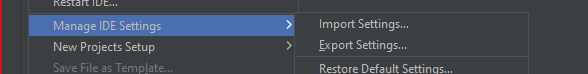 Restart IDE...
Manage IDE Settings
New Projects Setup
Save File as Template...
Import Settings...
Export Settings...
Restore Default Settings...